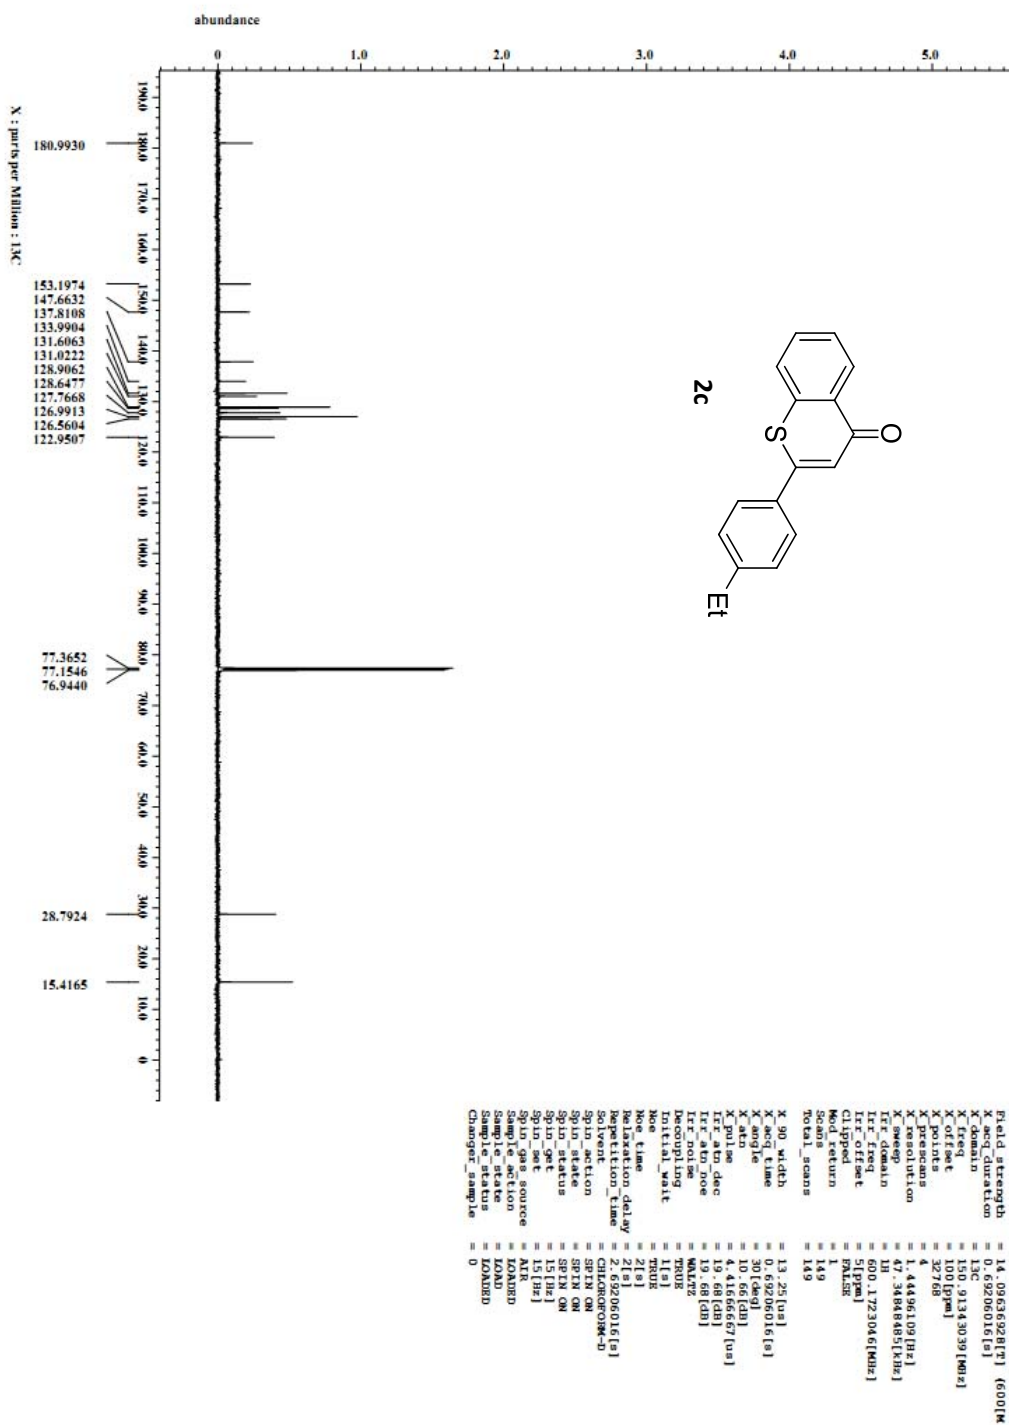 abundance
0 1.0 2.0 3.0 4.0 5.0
190.0 180.0 170.0 160.0 150.0 140.0 130.0 120.0 110.0 100.0 90.0 80.0 70.0 60.0 50.0 40.0 30.0 20.0 10.0 0
X : parts per Million : 13C
180.9930
153.1974
147.6632
137.8108
133.9904
131.6063
131.0222
128.9062
128.6477
127.7668
126.9913
126.5604
122.9507
77.3652
77.1546
76.9440
28.7924
15.4165
2c
O
S
Et
Field_strength = 14.09636928[T] (600[M
X_acq_duration = 0.69206016[s]
X_domain = 13C
X_freq = 150.91343039[MHz]
X_offset = 100[ppm]
X_points = 32768
X_prescans = 4
X_resolution = 1.44496109[Hz]
X_sweep = 47.34848485[kHz]
Irr_domain = 1H
Irr_freq = 600.1723046[MHz]
Irr_offset = 5[ppm]
Clipped = FALSE
Mod_return = 1
Scans = 149
Total_scans = 149
X_90_width = 13.25[us]
X_acq_time = 0.69206016[s]
X_angle = 30[deg]
X_atn = 10.66[dB]
X_pulse = 4.41666667[us]
Irr_atn_dec = 19.68[dB]
Irr_atn_noe = 19.68[dB]
Irr_noise = WALTZ
Decoupling = TRUE
Initial_wait = 1[s]
Noe = TRUE
Noe_time = 2[s]
Relaxation_delay = 2[s]
Repetition_time = 2.69206016[s]
Solvent = CHLOROFORM-D
Spin_action = SPIN ON
Spin_state = SPIN ON
Spin_status = SPIN ON
Spin_get = 15[Hz]
Spin_set = 15[Hz]
Spin_gas_source = AIR
Sample_action = LOADED
Sample_state = LOAD
Sample_status = LOADED
Changer_sample = 0